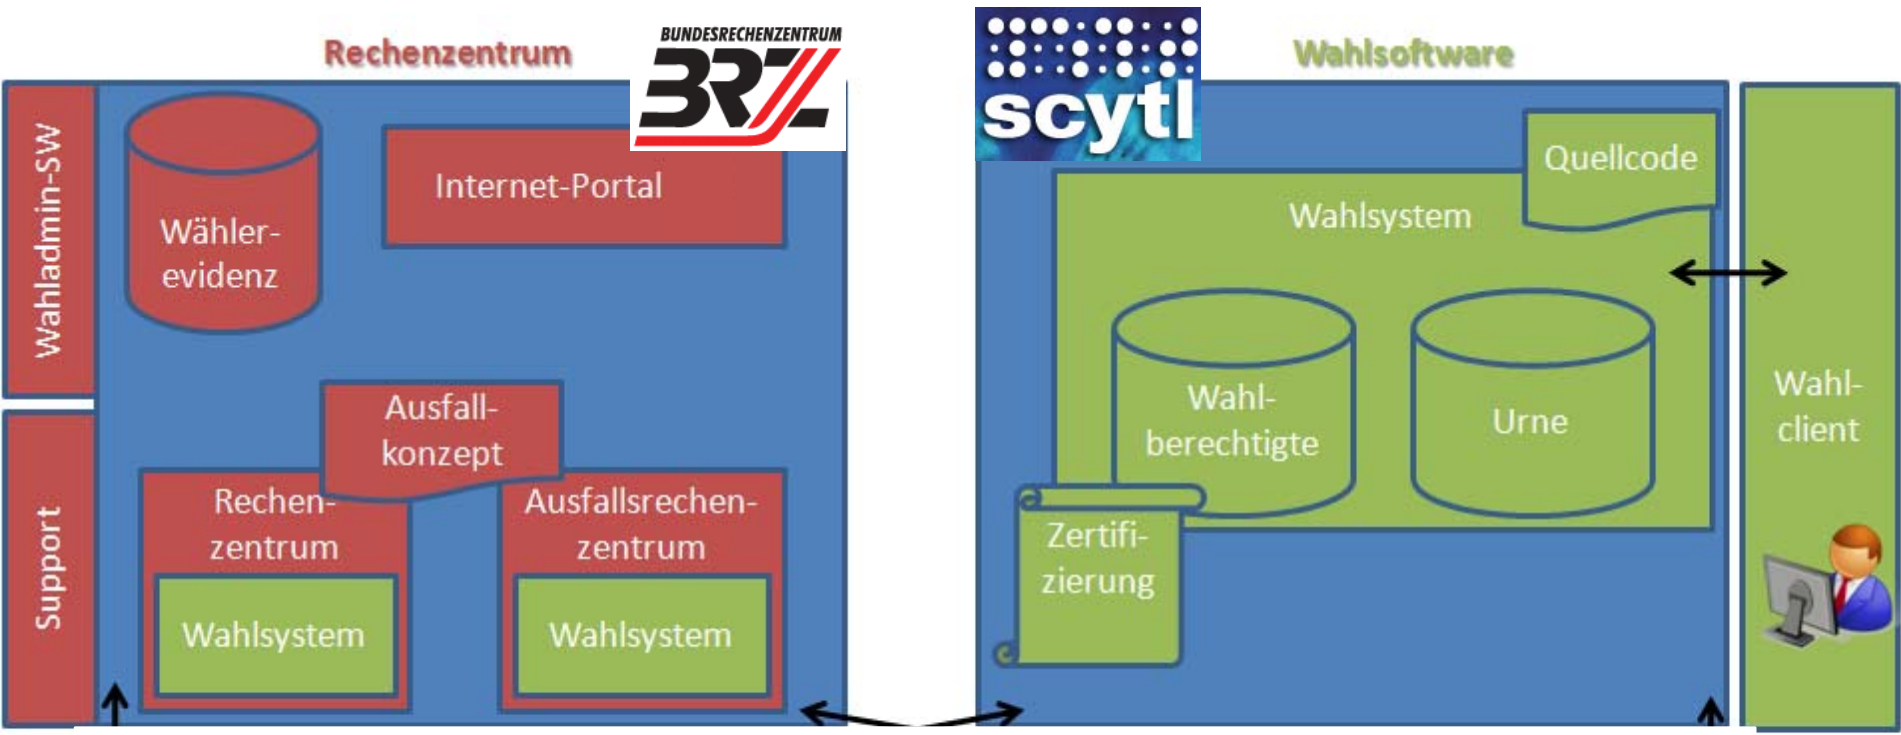 Rechenzentrum
BUNDESRECHENZENTRUM
BRZ
Wahladmin-SW
Wähler-
evidenz
Internet-Portal
Support
Ausfall-
konzept
Rechen-
zentrum
Wahlsystem
Ausfallsrechen-
zentrum
Wahlsystem
scytl
Wahlsoftware
Quellcode
Wahlsystem
Wahl-
berechtigte
Urne
Zertifi-
zierung
Wahl-
client